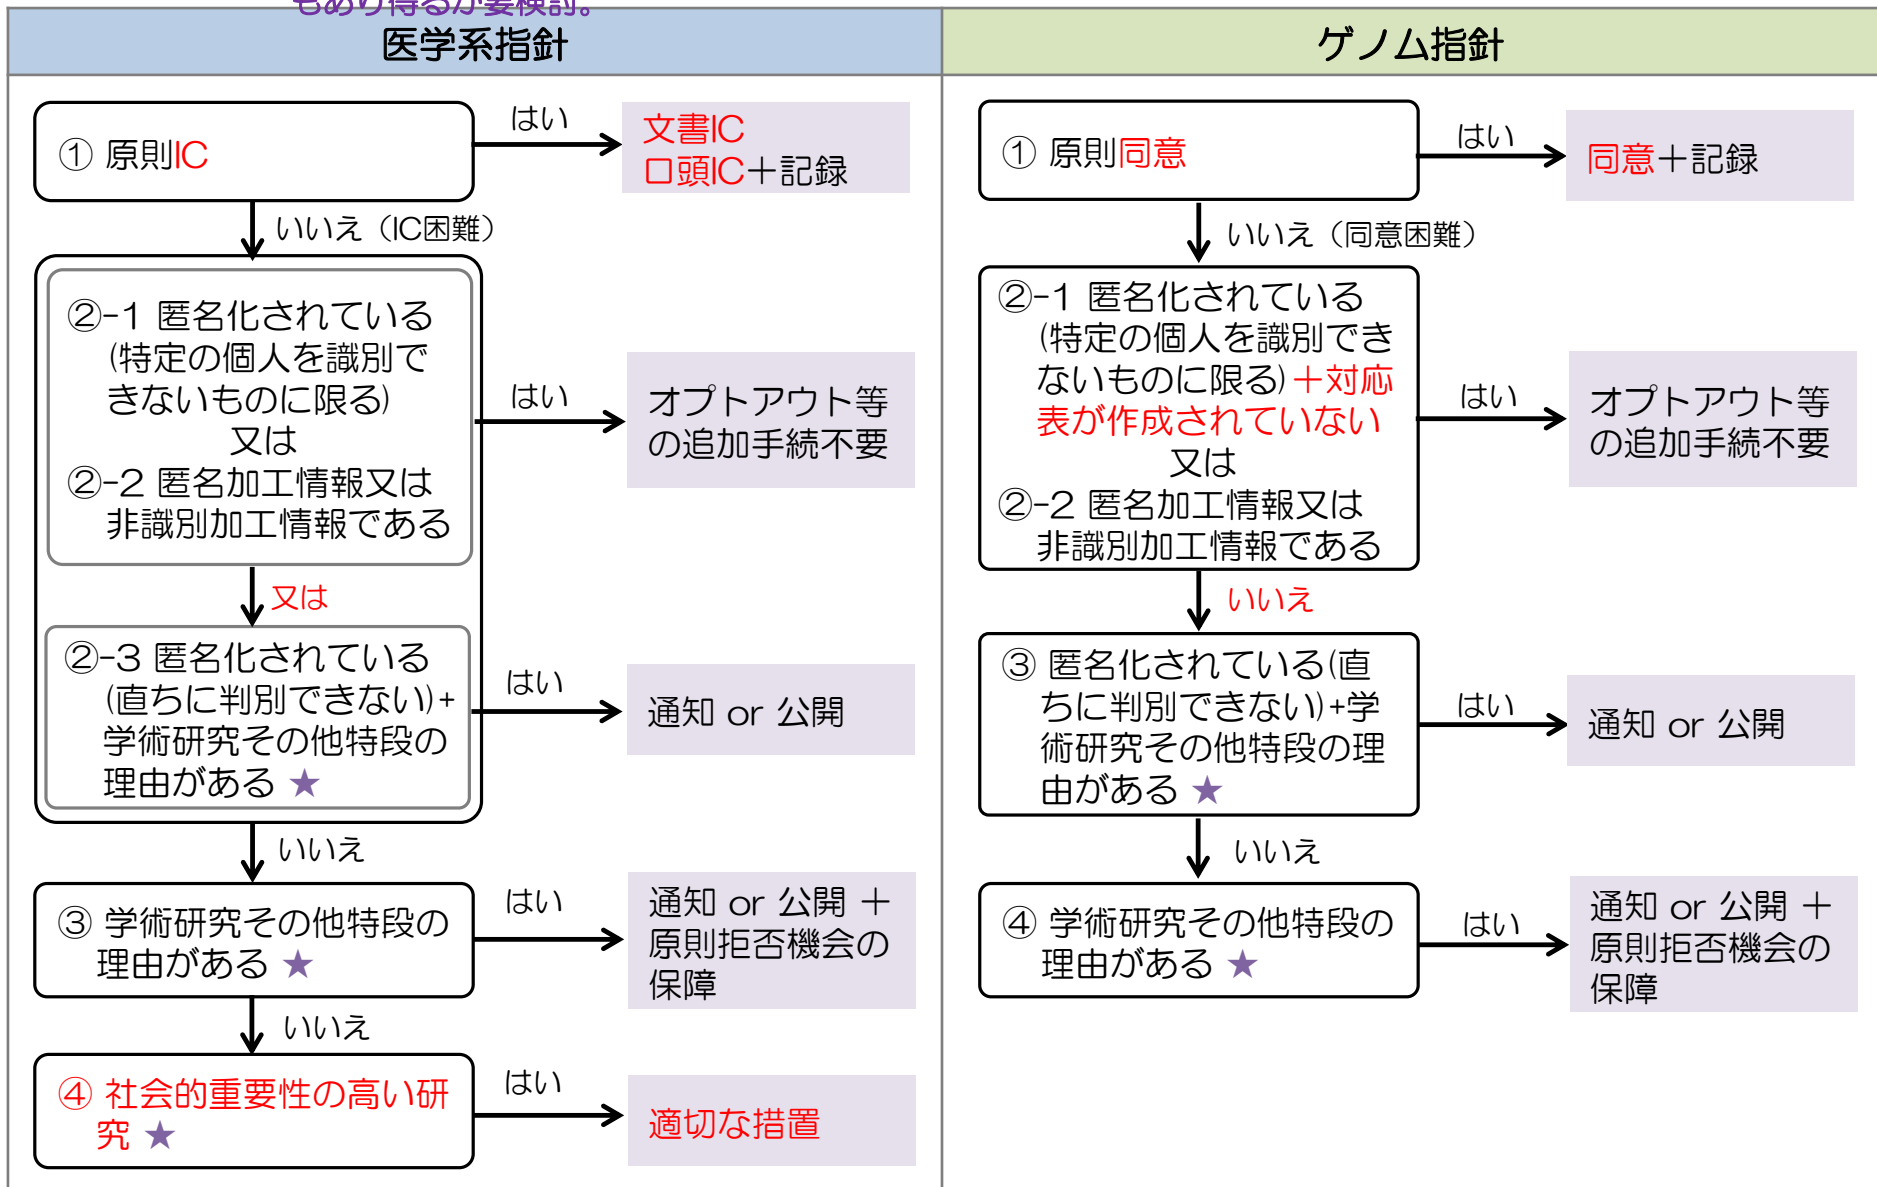 もあり得るか要検討。
医学系指針
① 原則IC
はい
文書IC
口頭IC＋記録
いいえ（IC困難）
②-1 匿名化されている
(特定の個人を識別で
きないものに限る)
又は
②-2 匿名加工情報又は
非識別加工情報である
はい
オプトアウト等
の追加手続不要
又は
②-3 匿名化されている
(直ちに判別できない)+
学術研究その他特段の
理由がある ★
はい
通知 or 公開
いいえ
③ 学術研究その他特段の
理由がある ★
はい
通知 or 公開 ＋
原則拒否機会の
保障
いいえ
④ 社会的重要性の高い研
究 ★
はい
適切な措置
ゲノム指針
① 原則同意
はい
同意＋記録
いいえ（同意困難）
②-1 匿名化されている
(特定の個人を識別でき
ないものに限る)＋対応
表が作成されていない
又は
②-2 匿名加工情報又は
非識別加工情報である
はい
オプトアウト等
の追加手続不要
いいえ
③ 匿名化されている(直
ちに判別できない)+学
術研究その他特段の理
由がある ★
はい
通知 or 公開
いいえ
④ 学術研究その他特段の
理由がある ★
はい
通知 or 公開 ＋
原則拒否機会の
保障